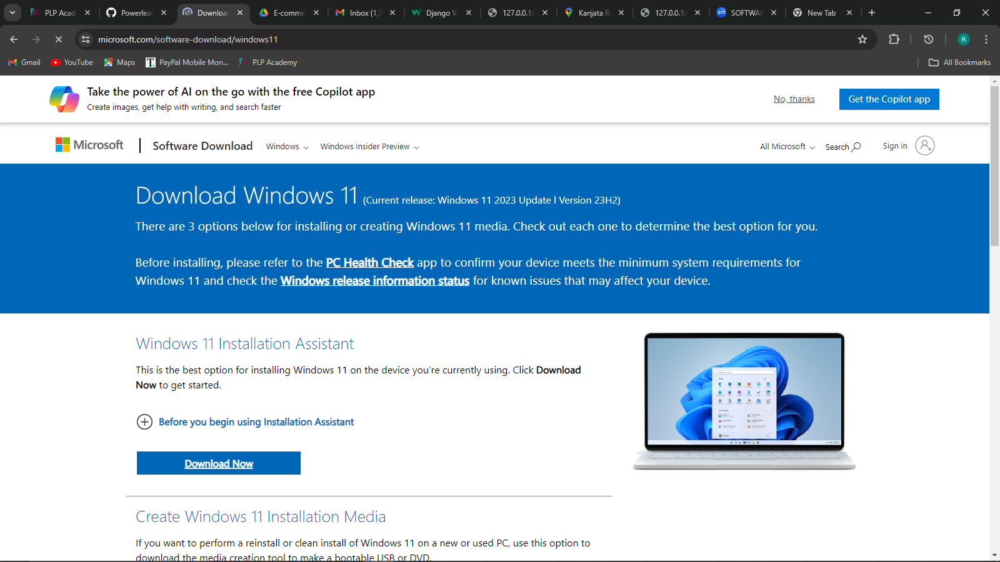 PLP Acad
Powerlear
Download
E-comme
Inbox (1,3
Django Vi
127.0.0.1:
Kanjata Ro
127.0.0.1:
zm
SOFTWAR
New Tab
microsoft.com/software-download/windows11
R
Gmail
YouTube
Maps
PayPal Mobile Mon...
PLP Academy
All Bookmarks
Take the power of AI on the go with the free Copilot app
Create images, get help with writing, and search faster
No, thanks
Get the Copilot app
Microsoft
Software Download
Windows
Windows Insider Preview
All Microsoft
Search
Sign in
Download Windows 11 (Current release: Windows 11 2023 Update l Version 23H2)
There are 3 options below for installing or creating Windows 11 media. Check out each one to determine the best option for you.
Before installing, please refer to the PC Health Check app to confirm your device meets the minimum system requirements for
Windows 11 and check the Windows release information status for known issues that may affect your device.
Windows 11 Installation Assistant
This is the best option for installing Windows 11 on the device you're currently using. Click Download
Now to get started.
Before you begin using Installation Assistant
Download Now
Create Windows 11 Installation Media
If you want to perform a reinstall or clean install of Windows 11 on a new or used PC, use this option to
download the media creation tool to make a bootable USB or DVD.